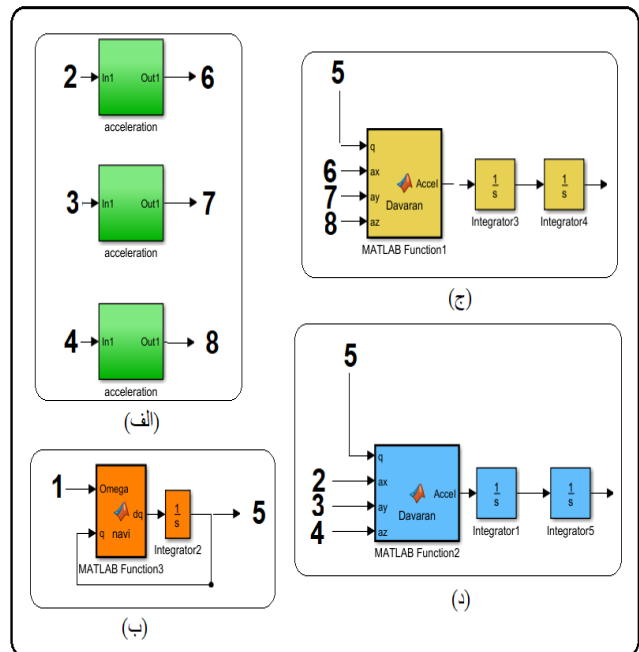 2 In1 Out1 6
acceleration
3 In1 Out1 7
acceleration
4 In1 Out1 8
acceleration
(الف)
5
q
6 ax
7 ay
8 az
Accel
Davaran
MATLAB Function1
1/s
Integrator3
1/s
Integrator4
(ج)
1 Omega
q
dq
navi
MATLAB Function3
1/s
Integrator2
5
(ب)
5
q
2 ax
3 ay
4 az
Accel
Davaran
MATLAB Function2
1/s
Integrator1
1/s
Integrator5
(د)